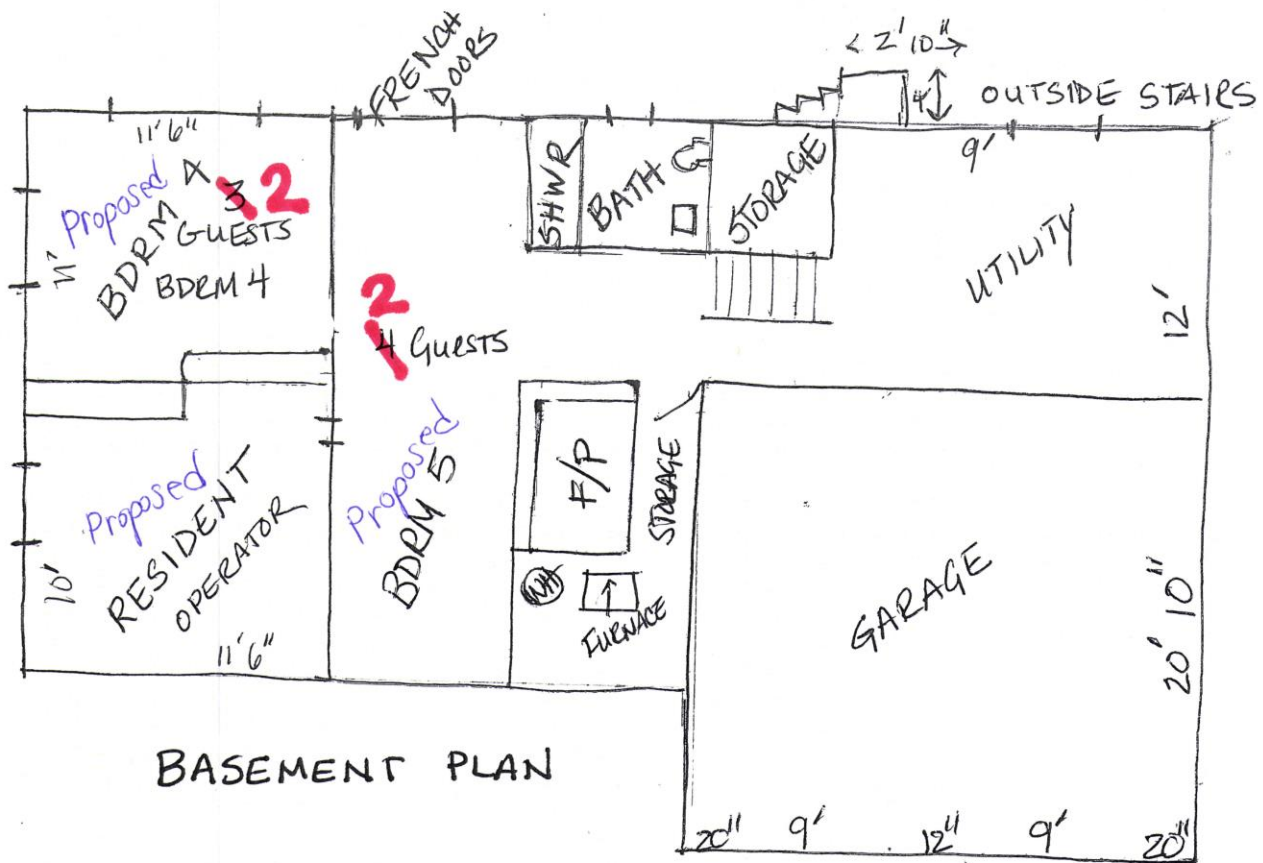 FRENCH
DOORS
< 2' 10" >
4'
OUTSIDE STAIRS
11' 6"
9'
Proposed
BDRM 4
3 2
GUESTS
BDRM 4
11'
SHWR
BATH
STORAGE
UTILITY
12'
2
4 GUESTS
Proposed
RESIDENT
OPERATOR
10'
11' 6"
Proposed
BDRM 5
F/P
STORAGE
WH
FURNACE
GARAGE
20' 10"
BASEMENT PLAN
20" 9' 12" 9' 20"